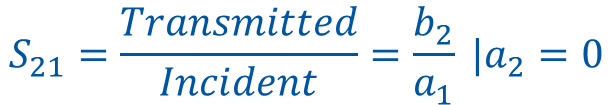 S₂₁ = Transmitted / Incident = b₂ / a₁ |a₂ = 0